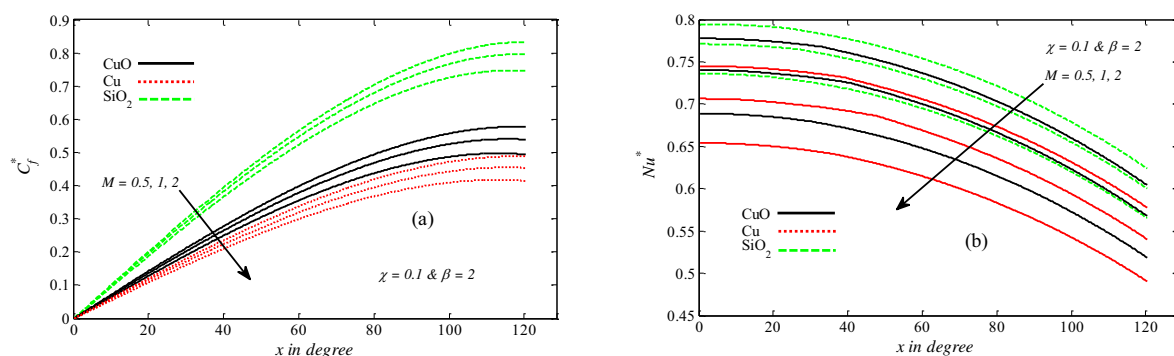 0.9
0.8
0.7
0.6
0.5
0.4
0.3
0.2
0.1
0
C_f^*
CuO
Cu
SiO₂
M = 0.5, 1, 2
(a)
χ = 0.1 & β = 2
0 20 40 60 80 100 120
x in degree
0.8
0.75
0.7
0.65
0.6
0.55
0.5
0.45
Nu^*
χ = 0.1 & β = 2
M = 0.5, 1, 2
CuO
Cu
SiO₂
(b)
0 20 40 60 80 100 120
x in degree